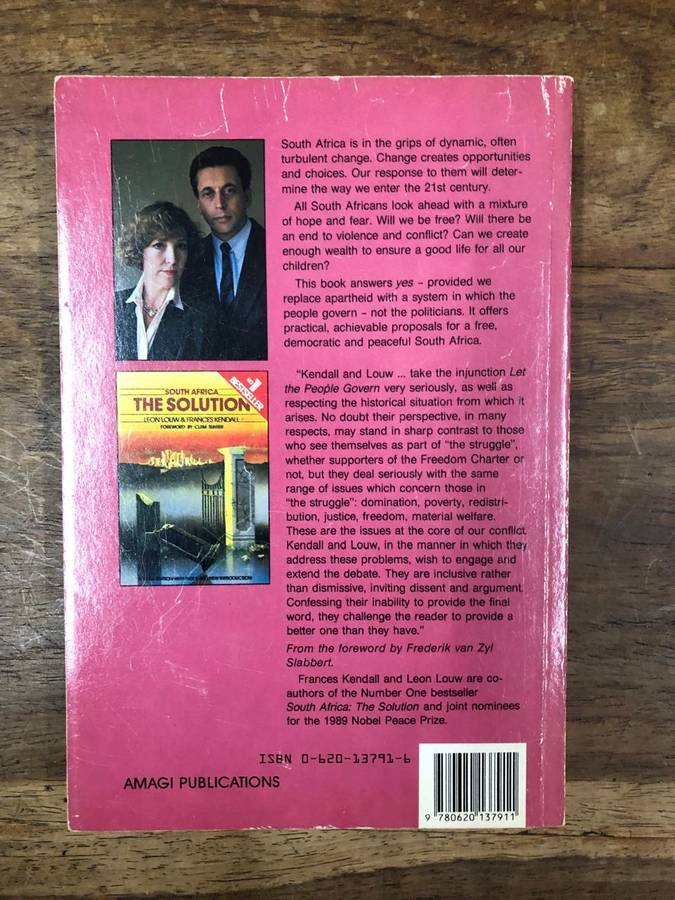 South Africa is in the grips of dynamic, often
turbulent change. Change creates opportunities
and choices. Our response to them will deter-
mine the way we enter the 21st century.
All South Africans look ahead with a mixture
of hope and fear. Will we be free? Will there be
an end to violence and conflict? Can we create
enough wealth to ensure a good life for all our
children?
This book answers yes – provided we
replace apartheid with a system in which the
people govern – not the politicians. It offers
practical, achievable proposals for a free,
democratic and peaceful South Africa.
NO 1
BESTSELLER
SOUTH AFRICA
THE SOLUTION
LEON LOUW & FRANCES KENDALL
FOREWORD BY CLEM SUNTER
"Kendall and Louw ... take the injunction Let
the People Govern very seriously, as well as
respecting the historical situation from which it
arises. No doubt their perspective, in many
respects, may stand in sharp contrast to those
who see themselves as part of "the struggle",
whether supporters of the Freedom Charter or
not, but they deal seriously with the same
range of issues which concern those in
"the struggle": domination, poverty, redistri-
bution, justice, freedom, material welfare.
These are the issues at the core of our conflict.
Kendall and Louw, in the manner in which they
address these problems, wish to engage and
extend the debate. They are inclusive rather
than dismissive, inviting dissent and argument.
Confessing their inability to provide the final
word, they challenge the reader to provide a
better one than they have."
From the foreword by Frederik van Zyl
Slabbert.
Frances Kendall and Leon Louw are co-
authors of the Number One bestseller
South Africa: The Solution and joint nominees
for the 1989 Nobel Peace Prize.
ISBN 0-620-13791-6
AMAGI PUBLICATIONS
9 780620 137911